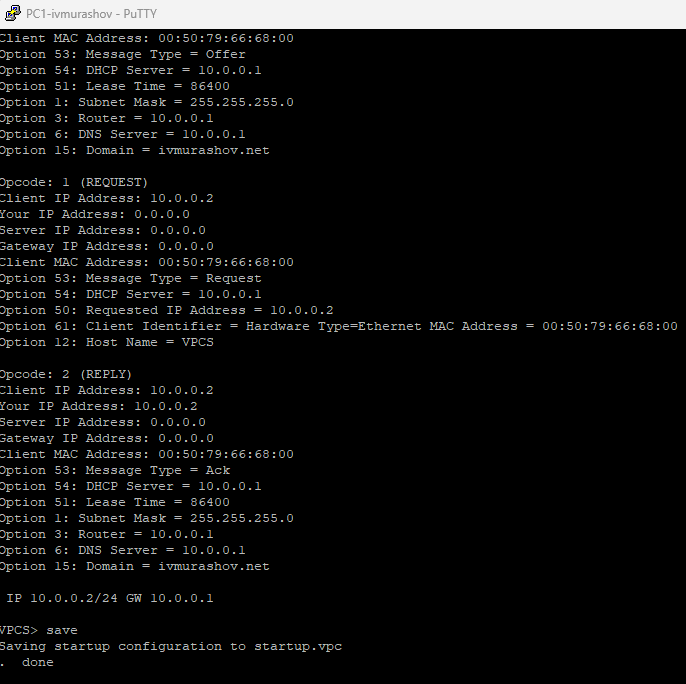 PC1-ivmurashov - PuTTY
Client MAC Address: 00:50:79:66:68:00
Option 53: Message Type = Offer
Option 54: DHCP Server = 10.0.0.1
Option 51: Lease Time = 86400
Option 1: Subnet Mask = 255.255.255.0
Option 3: Router = 10.0.0.1
Option 6: DNS Server = 10.0.0.1
Option 15: Domain = ivmurashov.net
Opcode: 1 (REQUEST)
Client IP Address: 10.0.0.2
Your IP Address: 0.0.0.0
Server IP Address: 0.0.0.0
Gateway IP Address: 0.0.0.0
Client MAC Address: 00:50:79:66:68:00
Option 53: Message Type = Request
Option 54: DHCP Server = 10.0.0.1
Option 50: Requested IP Address = 10.0.0.2
Option 61: Client Identifier = Hardware Type=Ethernet MAC Address = 00:50:79:66:68:00
Option 12: Host Name = VPCS
Opcode: 2 (REPLY)
Client IP Address: 10.0.0.2
Your IP Address: 10.0.0.2
Server IP Address: 0.0.0.0
Gateway IP Address: 0.0.0.0
Client MAC Address: 00:50:79:66:68:00
Option 53: Message Type = Ack
Option 54: DHCP Server = 10.0.0.1
Option 51: Lease Time = 86400
Option 1: Subnet Mask = 255.255.255.0
Option 3: Router = 10.0.0.1
Option 6: DNS Server = 10.0.0.1
Option 15: Domain = ivmurashov.net
IP 10.0.0.2/24 GW 10.0.0.1
VPCS> save
Saving startup configuration to startup.vpc
.  done